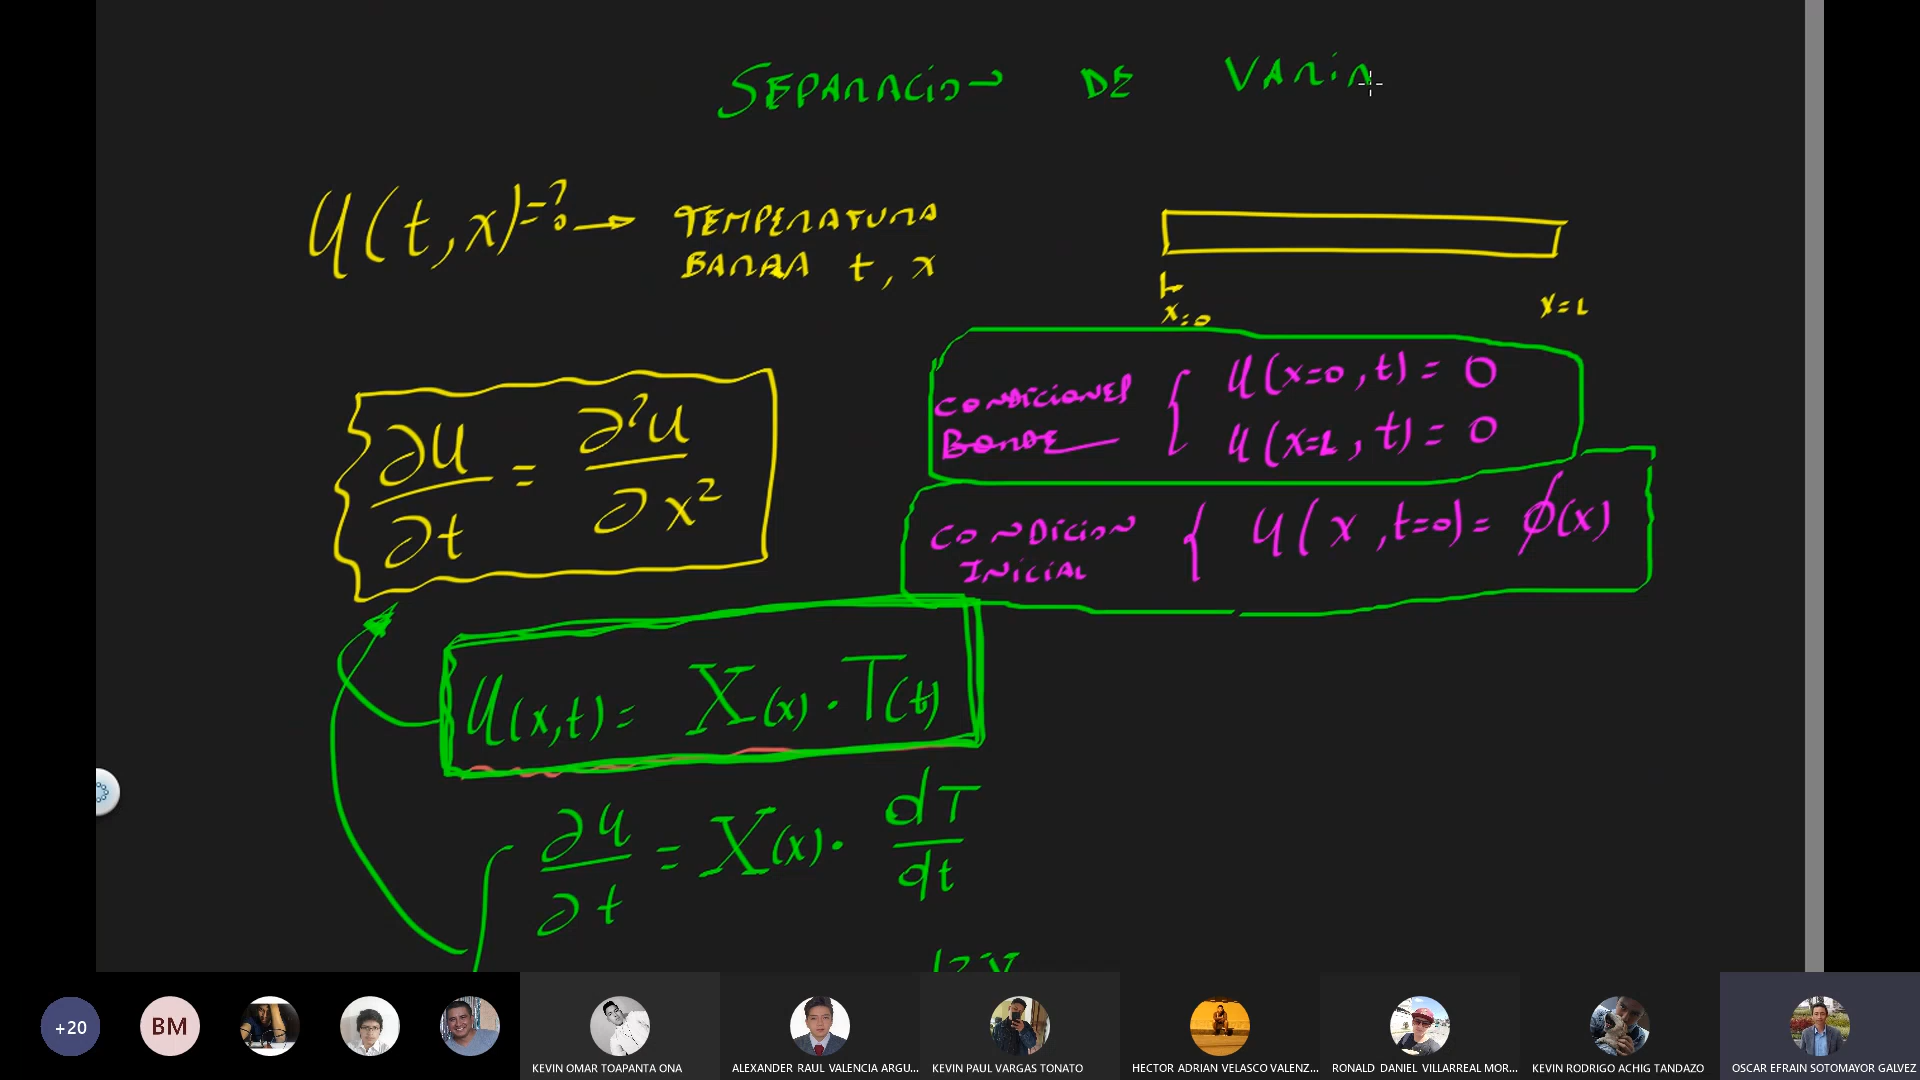 SEPARACION DE VARIA
U(t,x)=? → TEMPERATURA
BARRA t, x
x=0
x=L
CONDICIONES BORDE { U(x=0,t)= 0
U(x=L,t)= 0
∂U/∂t = ∂²U/∂x²
CONDICION INICIAL { U(x,t=0)= ϕ(x)
U(x,t)= X(x)·T(t)
∂U/∂t = X(x)· dT/dt
+20
BM
KEVIN OMAR TOAPANTA ONA
ALEXANDER RAUL VALENCIA ARGU...
KEVIN PAUL VARGAS TONATO
HECTOR ADRIAN VELASCO VALENZ...
RONALD DANIEL VILLARREAL MOR...
KEVIN RODRIGO ACHIG TANDAZO
OSCAR EFRAIN SOTOMAYOR GALVEZ